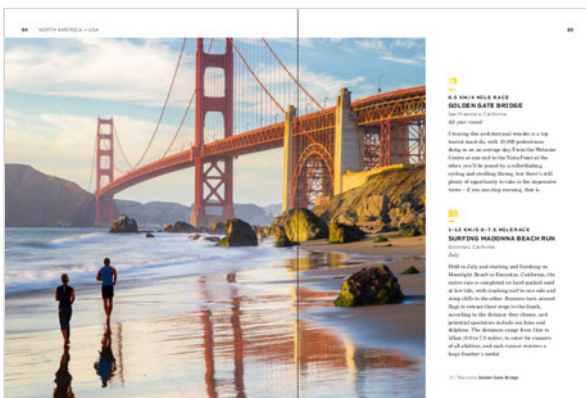 NORTH AMERICA • USA
79
6.5 KM/4 MILE RACE
GOLDEN GATE BRIDGE
San Francisco, California
All year round
Crossing this architectural wonder is a top
tourist must-do, with 10,000 pedestrians
doing so on an average day. From the Welcome
Center at one end to the Vista Point at the
other, you'll be joined by a rollerblading,
cycling and strolling throng, but there's still
plenty of opportunity to take in the impressive
views – if you can stop running, that is.
80
1-12 KM/0.6-7.5 MILE RACE
SURFING MADONNA BEACH RUN
Encinitas, California
July
Held in July, and starting and finishing on
Moonlight Beach in Encinitas, California, the
entire race is completed on hard-packed sand
at low tide, with crashing surf to one side and
steep cliffs to the other. Runners turn around
flags to retrace their steps to the finish,
according to the distance they choose, and
potential spectators include sea lions and
dolphins. The distances range from 1km to
12km (0.6 to 7.5 miles), to cater for runners
of all abilities, and each runner receives a
huge finisher's medal.
The iconic Golden Gate Bridge